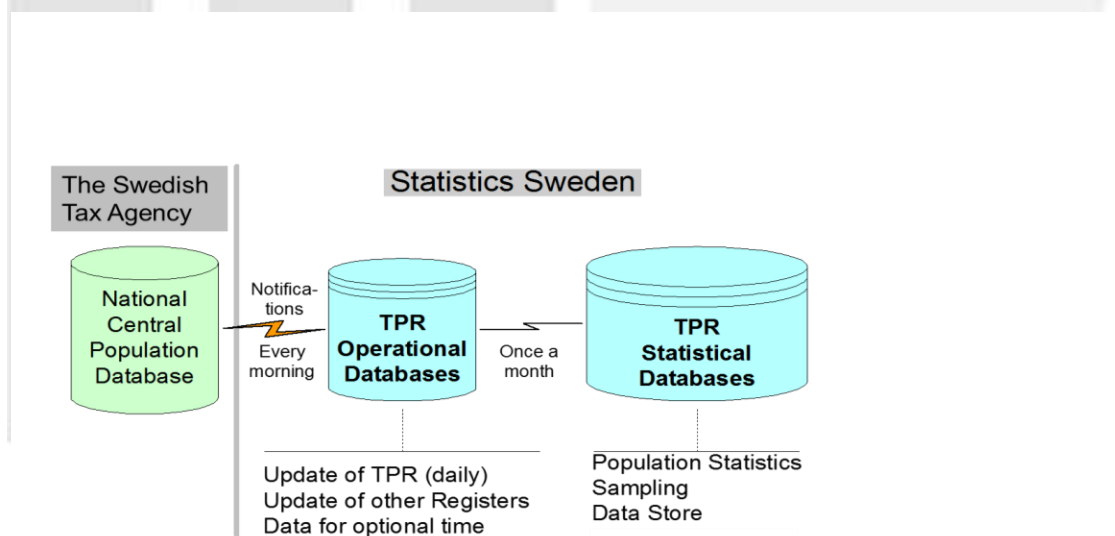 The Swedish
Tax Agency
Statistics Sweden
National
Central
Population
Database
Notifica-
tions
Every
morning
TPR
Operational
Databases
Once a
month
TPR
Statistical
Databases
Update of TPR (daily)
Update of other Registers
Data for optional time
Population Statistics
Sampling
Data Store